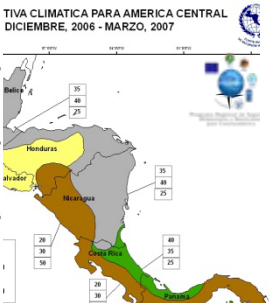 TIVA CLIMATICA PARA AMERICA CENTRAL
DICIEMBRE, 2006 - MARZO, 2007
Belice
35
40
25
Honduras
alvador
Nicaragua
35
40
25
20
30
50
Costa Rica
40
35
25
20
30
Panama